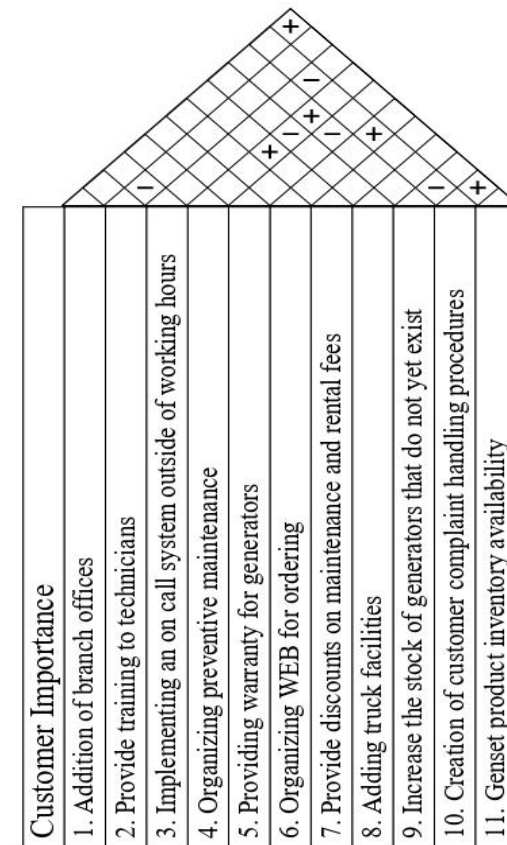 Customer Importance
1. Addition of branch offices
2. Provide training to technicians
3. Implementing an on call system outside of working hours
4. Organizing preventive maintenance
5. Providing warranty for generators
6. Organizing WEB for ordering
7. Provide discounts on maintenance and rental fees
8. Adding truck facilities
9. Increase the stock of generators that do not yet exist
10. Creation of customer complaint handling procedures
11. Genset product inventory availability
+
−
+
−
−
+
+
−
−
+